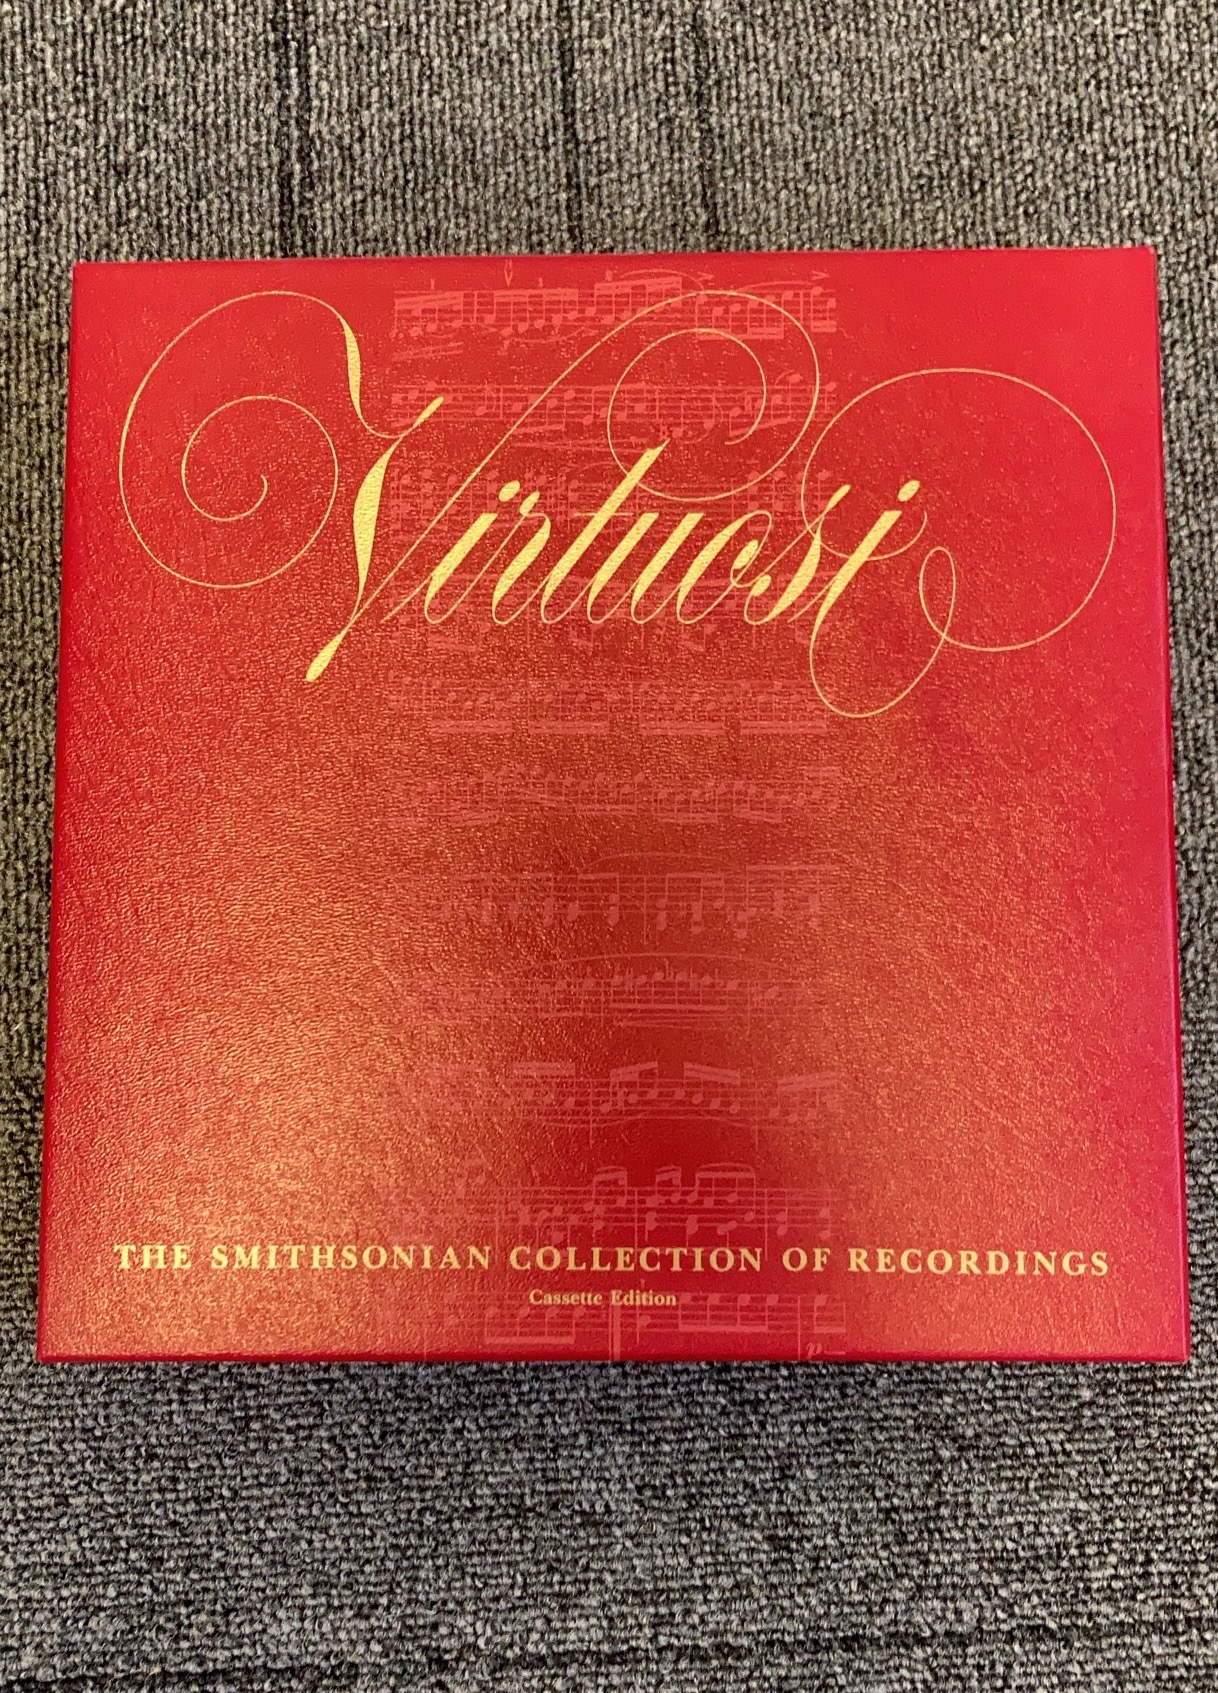 Virtuosi
THE SMITHSONIAN COLLECTION OF RECORDINGS
Cassette Edition
p